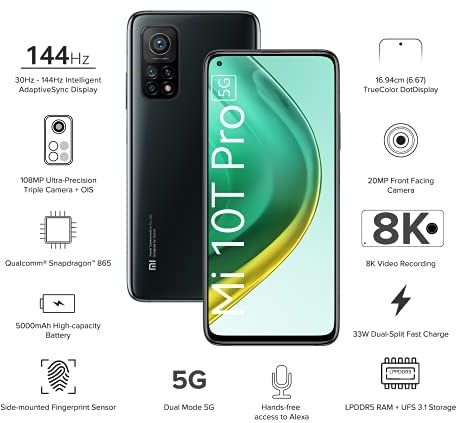 144Hz
30Hz - 144Hz Intelligent
AdaptiveSync Display
108MP Ultra-Precision
Triple Camera + OIS
Qualcomm® Snapdragon™ 865
5000mAh High-capacity
Battery
Side-mounted Fingerprint Sensor
mi
Mi 10T Pro 5G
5G
Dual Mode 5G
Hands-free
access to Alexa
16.94cm (6.67)
TrueColor DotDisplay
20MP Front Facing
Camera
8K
8K Video Recording
33W Dual-Split Fast Charge
LPPDDR5
LPDDR5 RAM + UFS 3.1 Storage